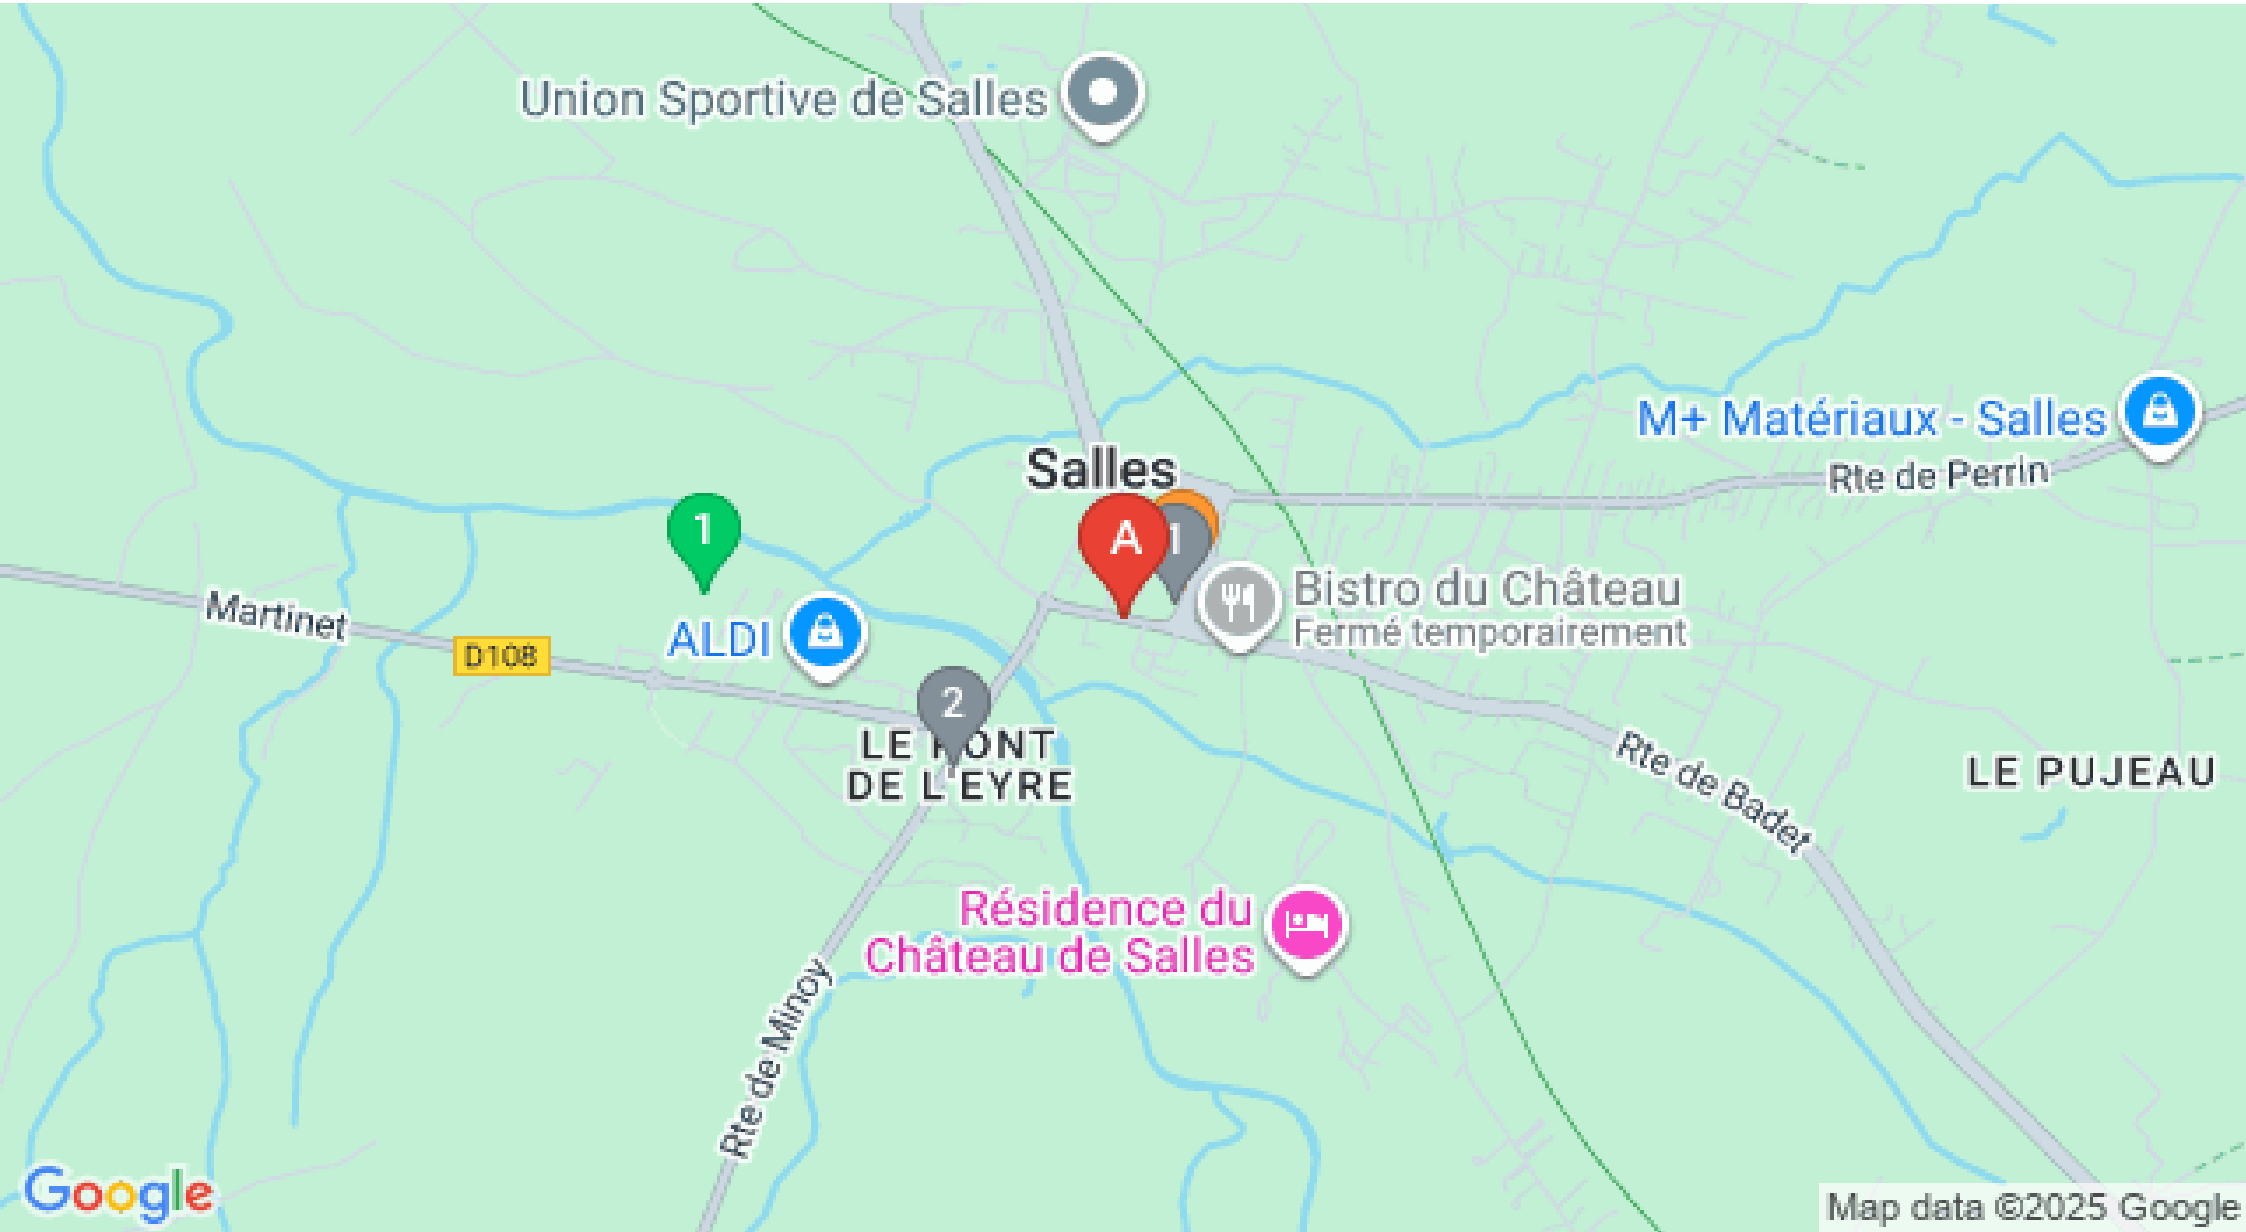 Union Sportive de Salles
M+ Matériaux - Salles
Rte de Perrin
Salles
1
A
1
Bistro du Château
Fermé temporairement
Martinet
ALDI
D108
2
LE PONT
DE L'EYRE
Rte de Badet
LE PUJEAU
Résidence du
Château de Salles
Rte de Minoy
Google
Map data ©2025 Google